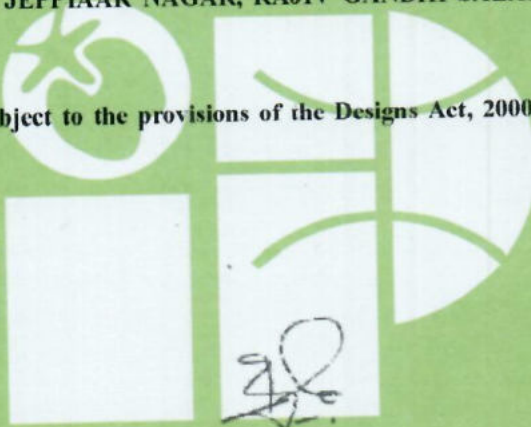 JEPPIAAR NAGAR, RAJIV GANDHI
bject to the provisions of the Designs Act, 2000